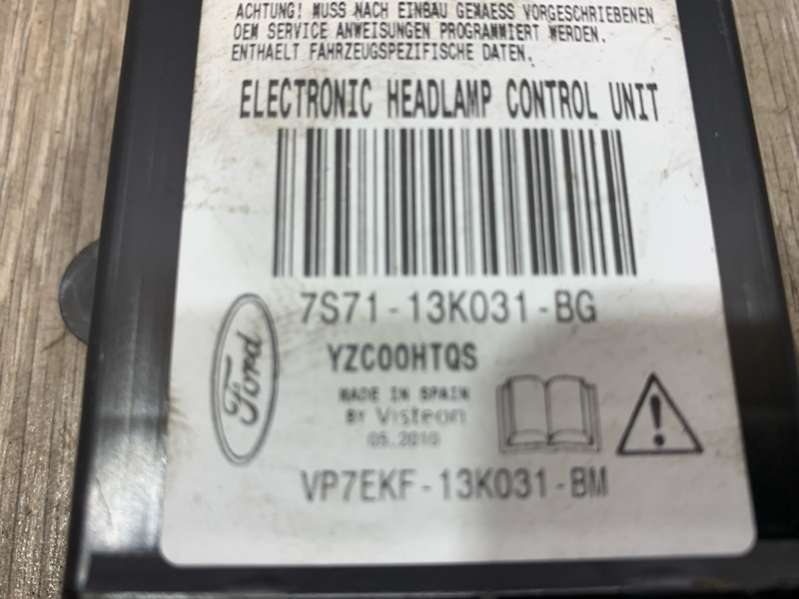 ACHTUNG! MUSS NACH EINBAU GEMAESS VORGESCHRIEBENEN
OEM SERVICE ANWEISUNGEN PROGRAMMIERT WERDEN.
ENTHAELT FAHRZEUGSPEZIFISCHE DATEN.
ELECTRONIC HEADLAMP CONTROL UNIT
7S71-13K031-BG
Ford
YZC00HTQS
MADE IN SPAIN
BY Visteon
05.2010
VP7EKF-13K031-BM